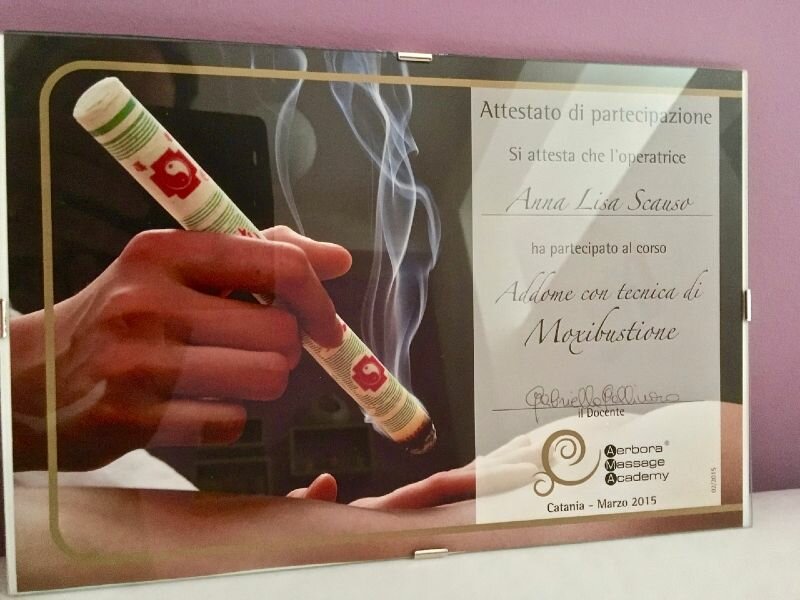 Attestato di partecipazione
Si attesta che l'operatrice
Anna Lisa Scauso
ha partecipato al corso
Addome con tecnica di
Moxibustione
il Docente
Aerbora®
Massage
Academy
Catania - Marzo 2015
02/2015